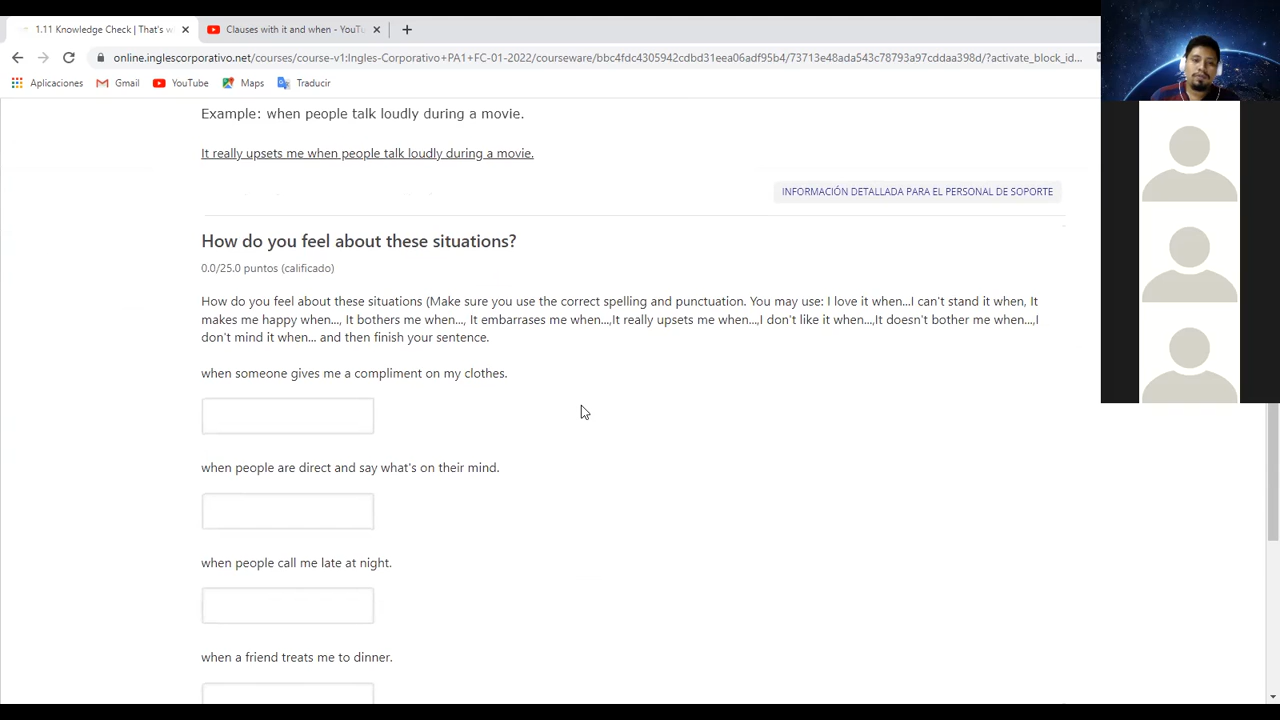 1.11 Knowledge Check | That's w
Clauses with it and when - YouTu
online.inglescorporativo.net/courses/course-v1:Ingles-Corporativo+PA1+FC-01-2022/courseware/bbc4fdc4305942cdbd31eea06adf95b4/73713e48ada543c78793a97cddaa398d/?activate_block_id...
Aplicaciones
Gmail
YouTube
Maps
Traducir
Example: when people talk loudly during a movie.
It really upsets me when people talk loudly during a movie.
INFORMACIÓN DETALLADA PARA EL PERSONAL DE SOPORTE
How do you feel about these situations?
0.0/25.0 puntos (calificado)
How do you feel about these situations (Make sure you use the correct spelling and punctuation. You may use: I love it when...I can't stand it when, It
makes me happy when..., It bothers me when..., It embarrases me when...,It really upsets me when...,I don't like it when...,It doesn't bother me when...,I
don't mind it when... and then finish your sentence.
when someone gives me a compliment on my clothes.
when people are direct and say what's on their mind.
when people call me late at night.
when a friend treats me to dinner.